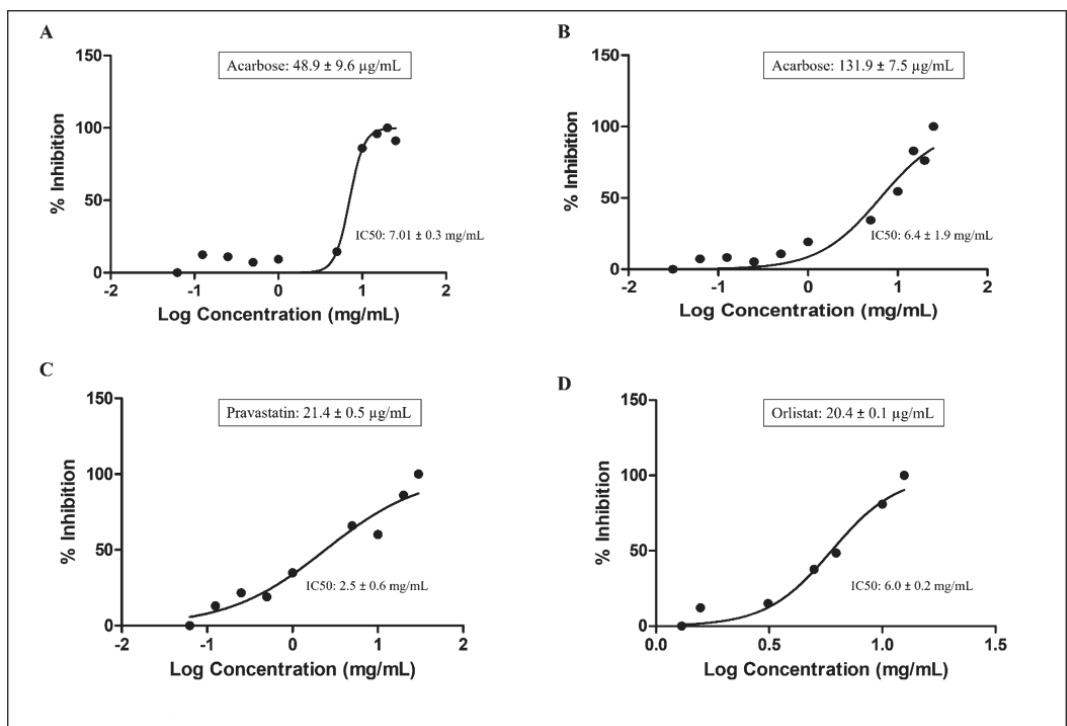 A
Acarbose: 48.9 ± 9.6 µg/mL
150
100
50
0
% Inhibition
IC50: 7.01 ± 0.3 mg/mL
-2
-1
0
1
2
Log Concentration (mg/mL)
B
Acarbose: 131.9 ± 7.5 µg/mL
150
100
50
0
% Inhibition
IC50: 6.4 ± 1.9 mg/mL
-2
-1
0
1
2
Log Concentration (mg/mL)
C
Pravastatin: 21.4 ± 0.5 µg/mL
150
100
50
0
% Inhibition
IC50: 2.5 ± 0.6 mg/mL
-2
-1
0
1
2
Log Concentration (mg/mL)
D
Orlistat: 20.4 ± 0.1 µg/mL
150
100
50
0
% Inhibition
IC50: 6.0 ± 0.2 mg/mL
0.0
0.5
1.0
1.5
Log Concentration (mg/mL)